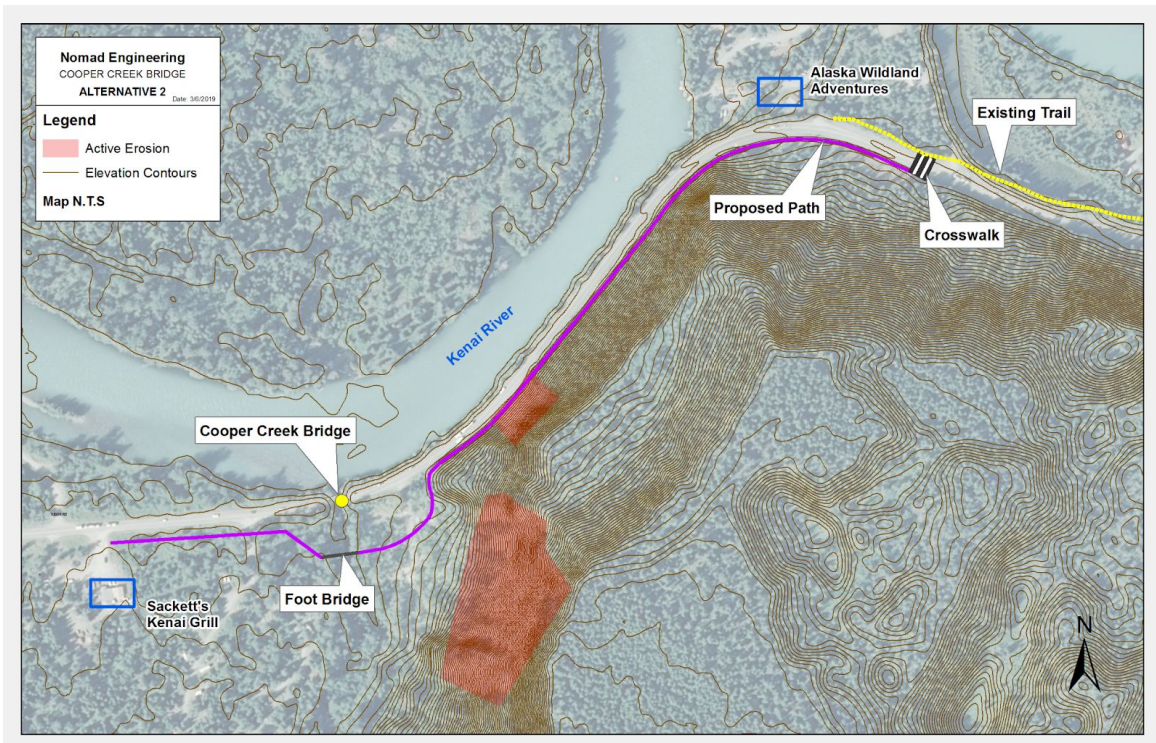 Nomad Engineering
COOPER CREEK BRIDGE
ALTERNATIVE 2
Date: 3/6/2019
Legend
Active Erosion
Elevation Contours
Map N.T.S
Alaska Wildland
Adventures
Existing Trail
Proposed Path
Crosswalk
Kenai River
Cooper Creek Bridge
Foot Bridge
Sackett's
Kenai Grill
N